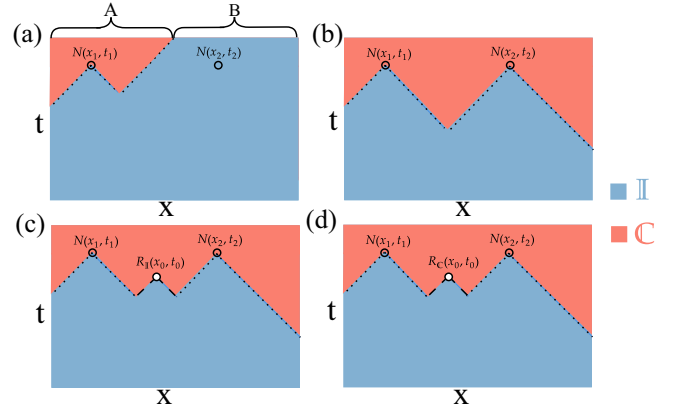 A B
(a) (b)
N(x₁, t₁) N(x₂, t₂) N(x₁, t₁) N(x₂, t₂)
t t
x x
𝕀
ℂ
(c) (d)
N(x₁, t₁) N(x₂, t₂) N(x₁, t₁) N(x₂, t₂)
R𝕀(x₀, t₀) Rℂ(x₀, t₀)
t t
x x